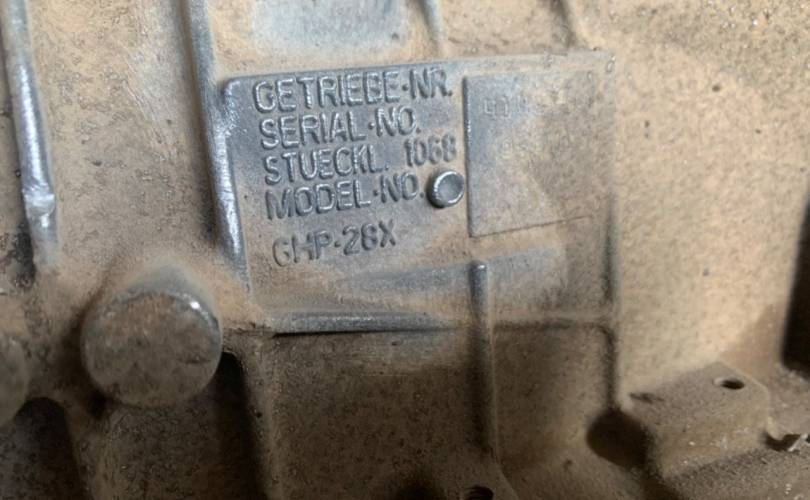 GETRIEBE·NR.
SERIAL·NO.
STUECKL. 1068
MODEL·NO.
6HP·28X